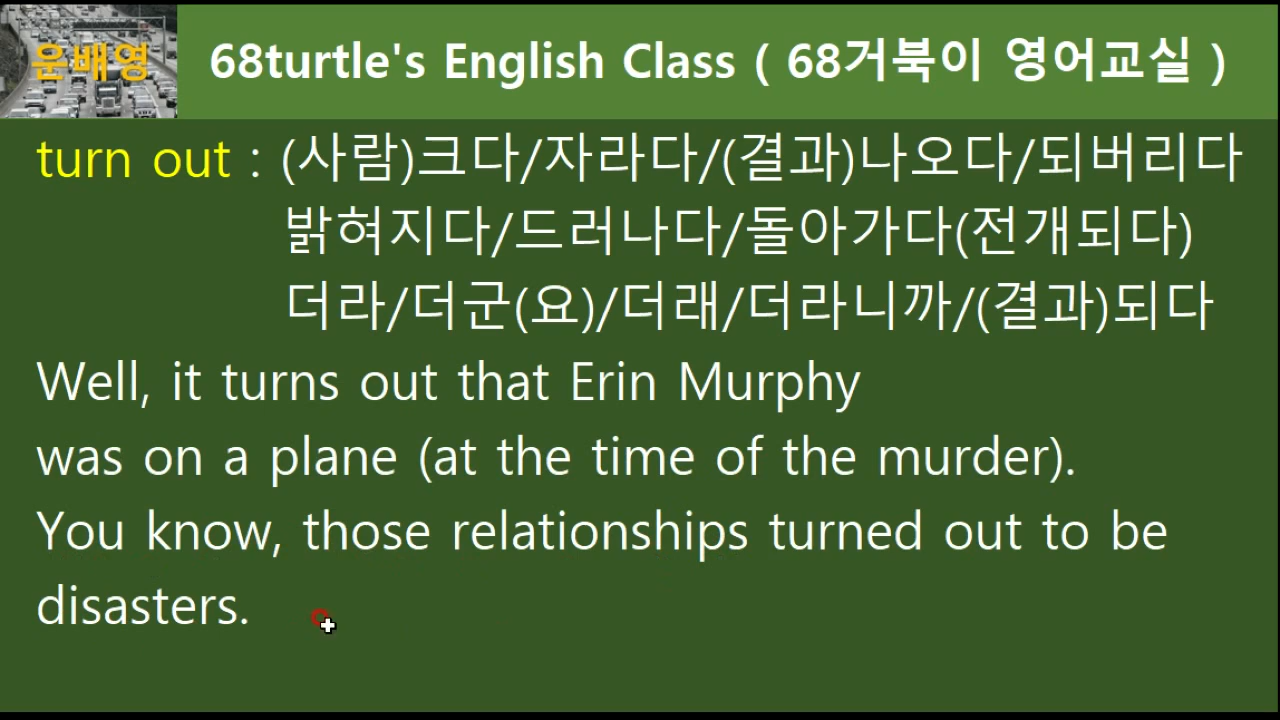 운배영
68turtle's English Class ( 68거북이 영어교실 )
turn out : (사람)크다/자라다/(결과)나오다/되버리다
밝혀지다/드러나다/돌아가다(전개되다)
더라/더군(요)/더래/더라니까/(결과)되다
Well, it turns out that Erin Murphy
was on a plane (at the time of the murder).
You know, those relationships turned out to be
disasters.